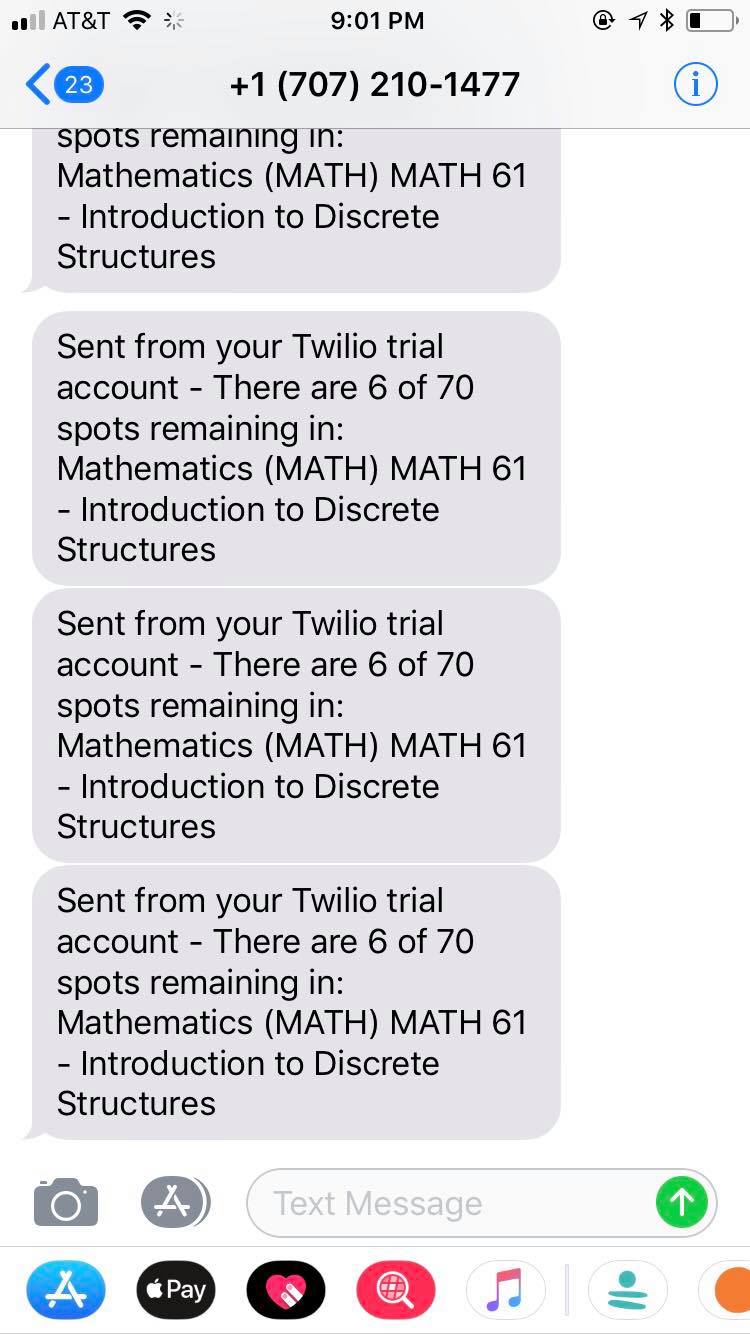 AT&T 9:01 PM
23 +1 (707) 210-1477
spots remaining in:
Mathematics (MATH) MATH 61
- Introduction to Discrete
Structures
Sent from your Twilio trial
account - There are 6 of 70
spots remaining in:
Mathematics (MATH) MATH 61
- Introduction to Discrete
Structures
Sent from your Twilio trial
account - There are 6 of 70
spots remaining in:
Mathematics (MATH) MATH 61
- Introduction to Discrete
Structures
Sent from your Twilio trial
account - There are 6 of 70
spots remaining in:
Mathematics (MATH) MATH 61
- Introduction to Discrete
Structures
Text Message
Pay